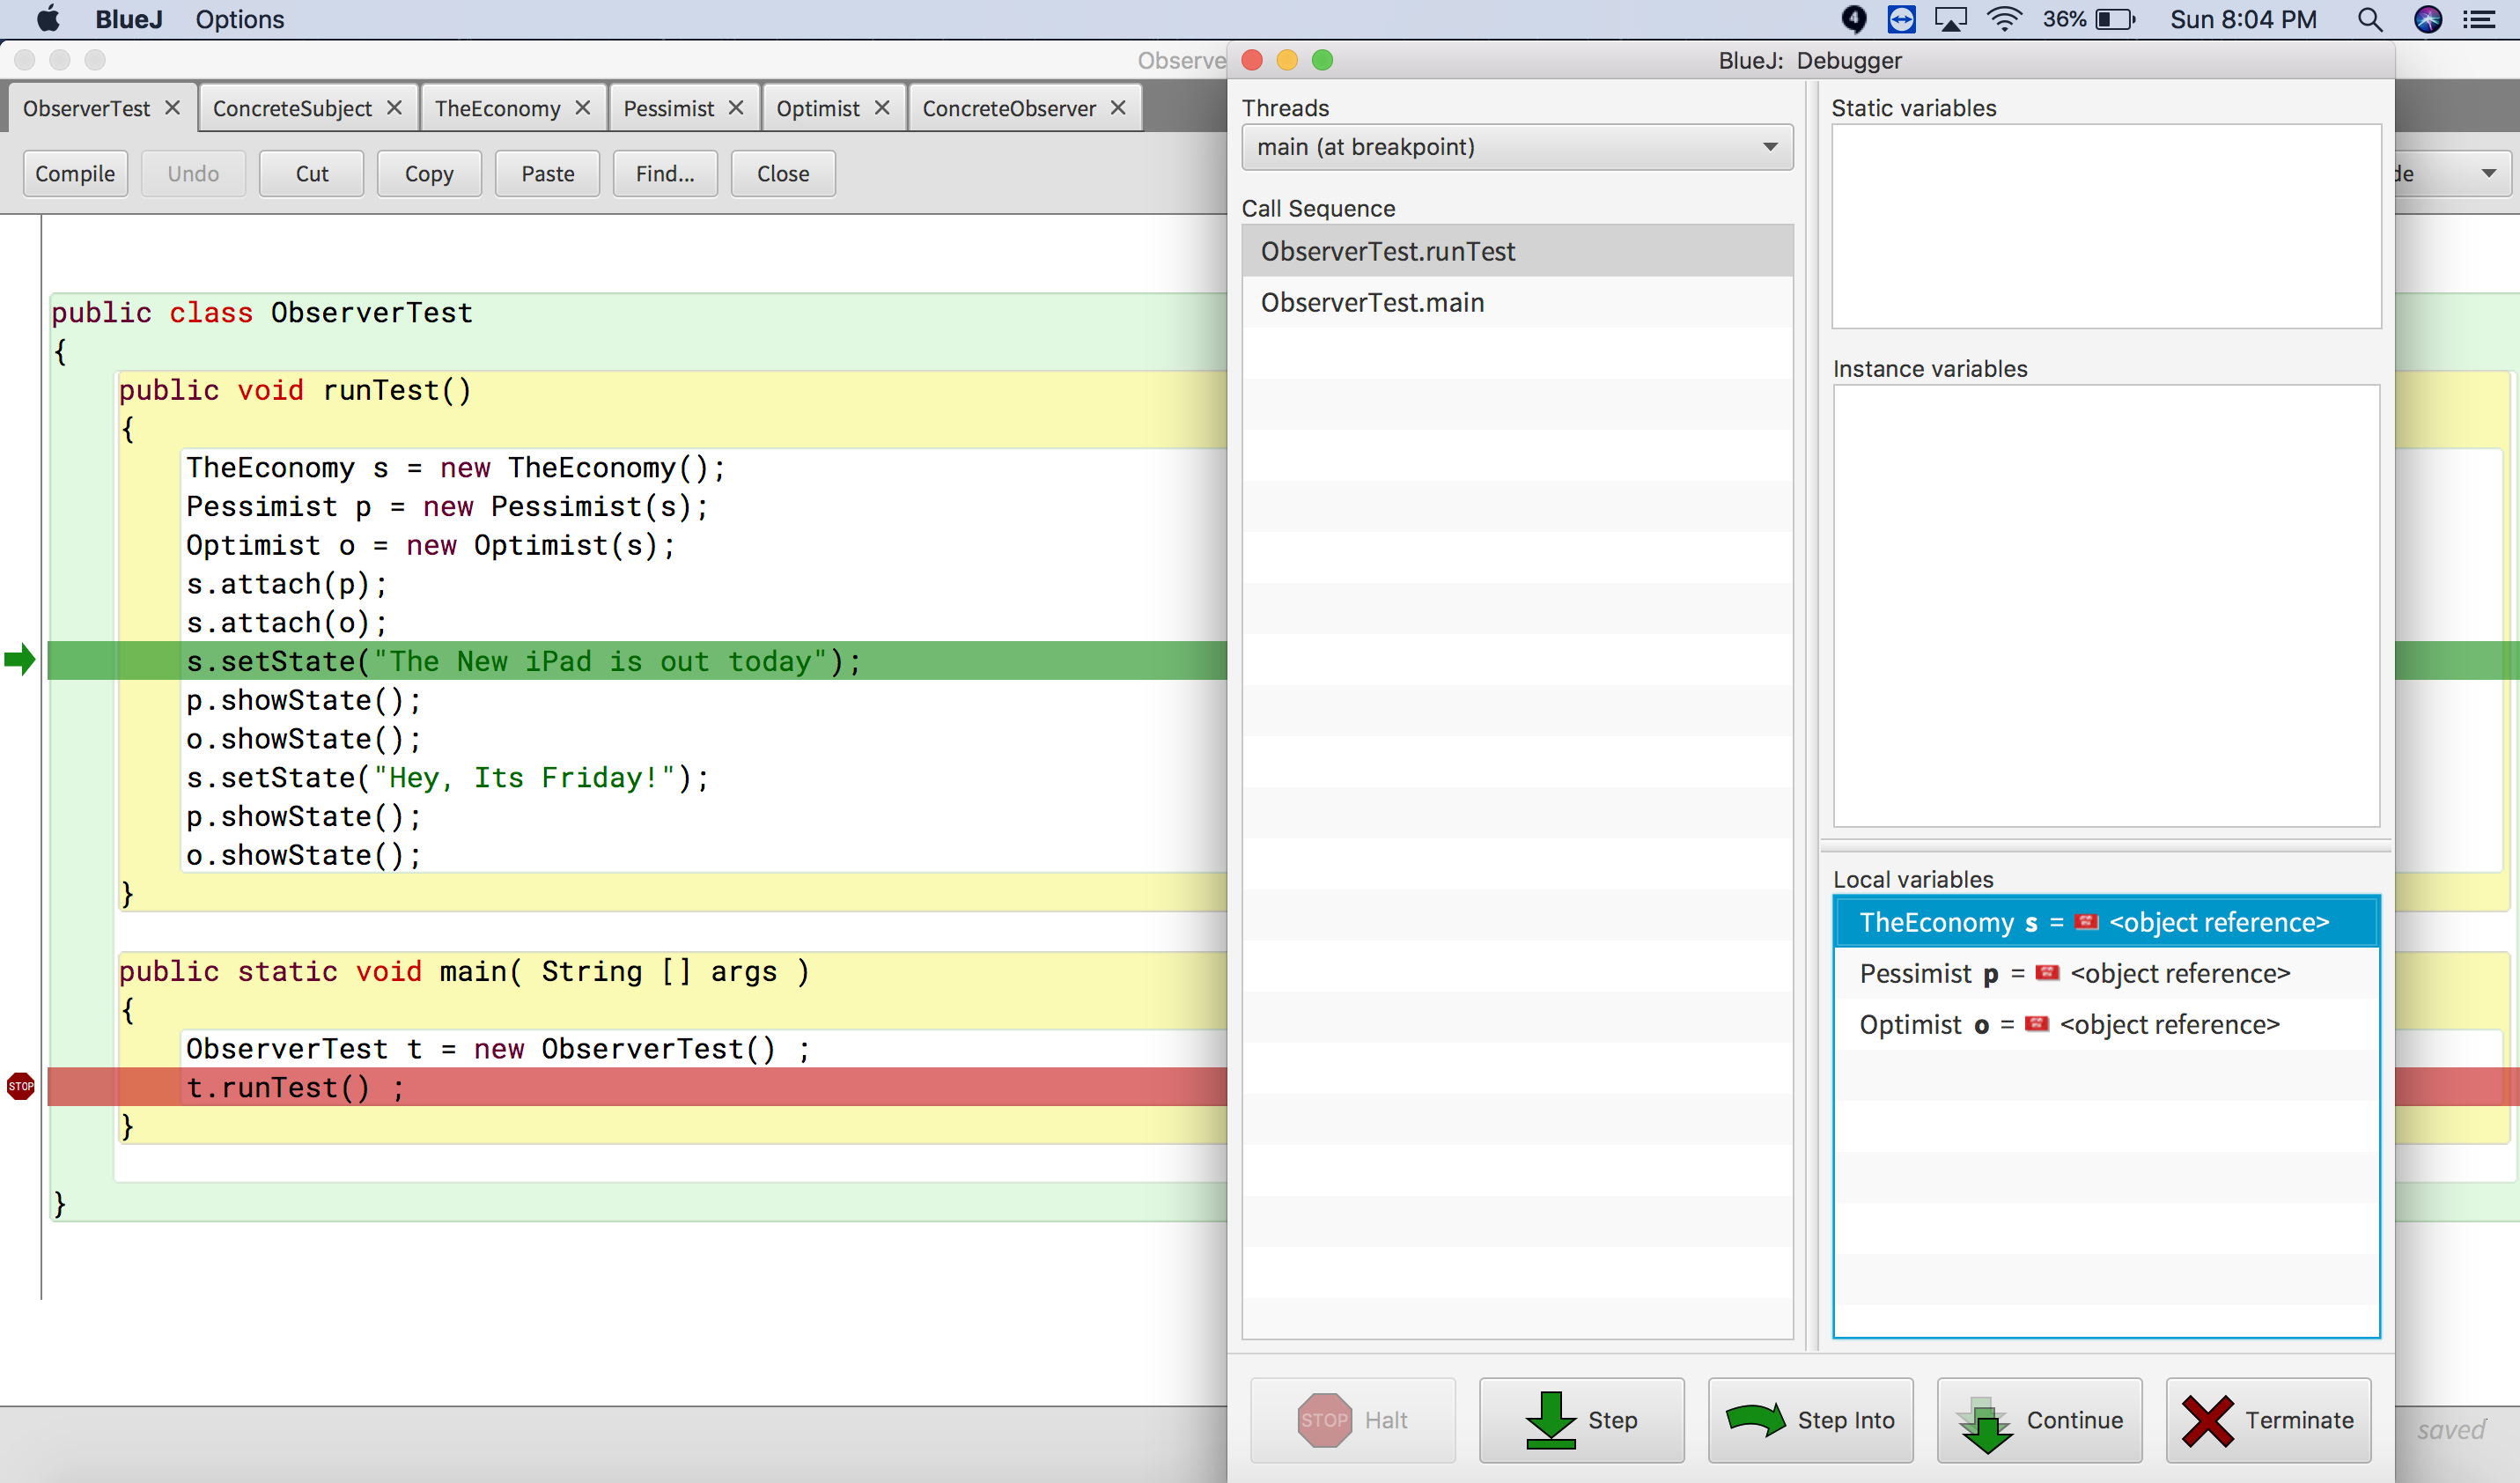 BlueJ Options
4 36% Sun 8:04 PM
Observe
ObserverTest ConcreteSubject TheEconomy Pessimist Optimist ConcreteObserver
Compile Undo Cut Copy Paste Find... Close
public class ObserverTest
{
public void runTest()
{
TheEconomy s = new TheEconomy();
Pessimist p = new Pessimist(s);
Optimist o = new Optimist(s);
s.attach(p);
s.attach(o);
s.setState("The New iPad is out today");
p.showState();
o.showState();
s.setState("Hey, Its Friday!");
p.showState();
o.showState();
}
public static void main( String [] args )
{
ObserverTest t = new ObserverTest() ;
STOP t.runTest() ;
}
}
BlueJ: Debugger
Threads
main (at breakpoint)
Call Sequence
ObserverTest.runTest
ObserverTest.main
Static variables
Instance variables
Local variables
TheEconomy s = <object reference>
Pessimist p = <object reference>
Optimist o = <object reference>
STOP Halt Step Step Into Continue Terminate
de
saved